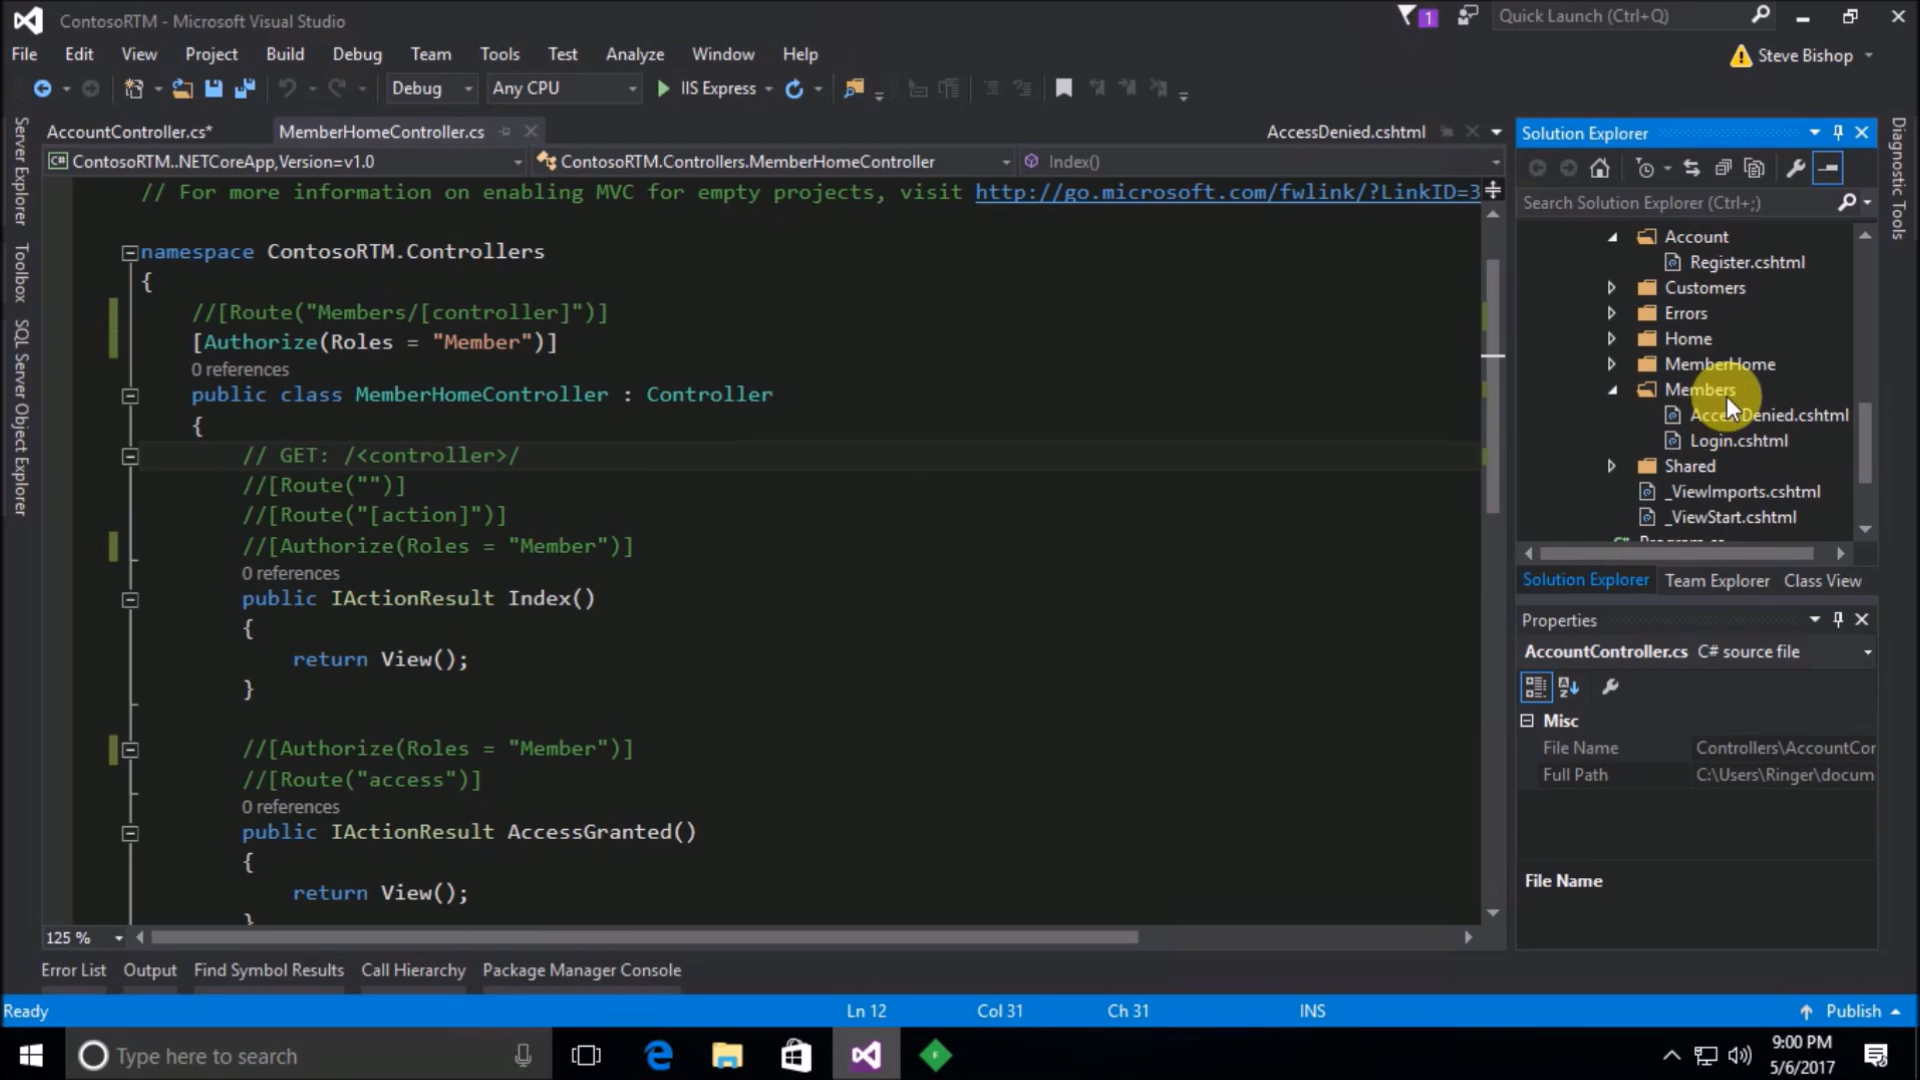 ContosoRTM - Microsoft Visual Studio
1
Quick Launch (Ctrl+Q)
File Edit View Project Build Debug Team Tools Test Analyze Window Help
Steve Bishop
Debug Any CPU IIS Express
AccountController.cs* MemberHomeController.cs AccessDenied.cshtml
ContosoRTM..NETCoreApp,Version=v1.0 ContosoRTM.Controllers.MemberHomeController Index()
Server Explorer
Toolbox
SQL Server Object Explorer
// For more information on enabling MVC for empty projects, visit http://go.microsoft.com/fwlink/?LinkID=3
namespace ContosoRTM.Controllers
{
//[Route("Members/[controller]")]
[Authorize(Roles = "Member")]
0 references
public class MemberHomeController : Controller
{
// GET: /<controller>/
//[Route("")]
//[Route("[action]")]
//[Authorize(Roles = "Member")]
0 references
public IActionResult Index()
{
return View();
}
//[Authorize(Roles = "Member")]
//[Route("access")]
0 references
public IActionResult AccessGranted()
{
return View();
}
125 %
Solution Explorer
Search Solution Explorer (Ctrl+;)
Account
Register.cshtml
Customers
Errors
Home
MemberHome
Members
AccessDenied.cshtml
Login.cshtml
Shared
_ViewImports.cshtml
_ViewStart.cshtml
Program.cs
Solution Explorer Team Explorer Class View
Properties
AccountController.cs C# source file
Misc
File Name Controllers\AccountCor
Full Path C:\Users\Ringer\docum
File Name
Diagnostic Tools
Error List Output Find Symbol Results Call Hierarchy Package Manager Console
Ready Ln 12 Col 31 Ch 31 INS Publish
Type here to search
9:00 PM
5/6/2017